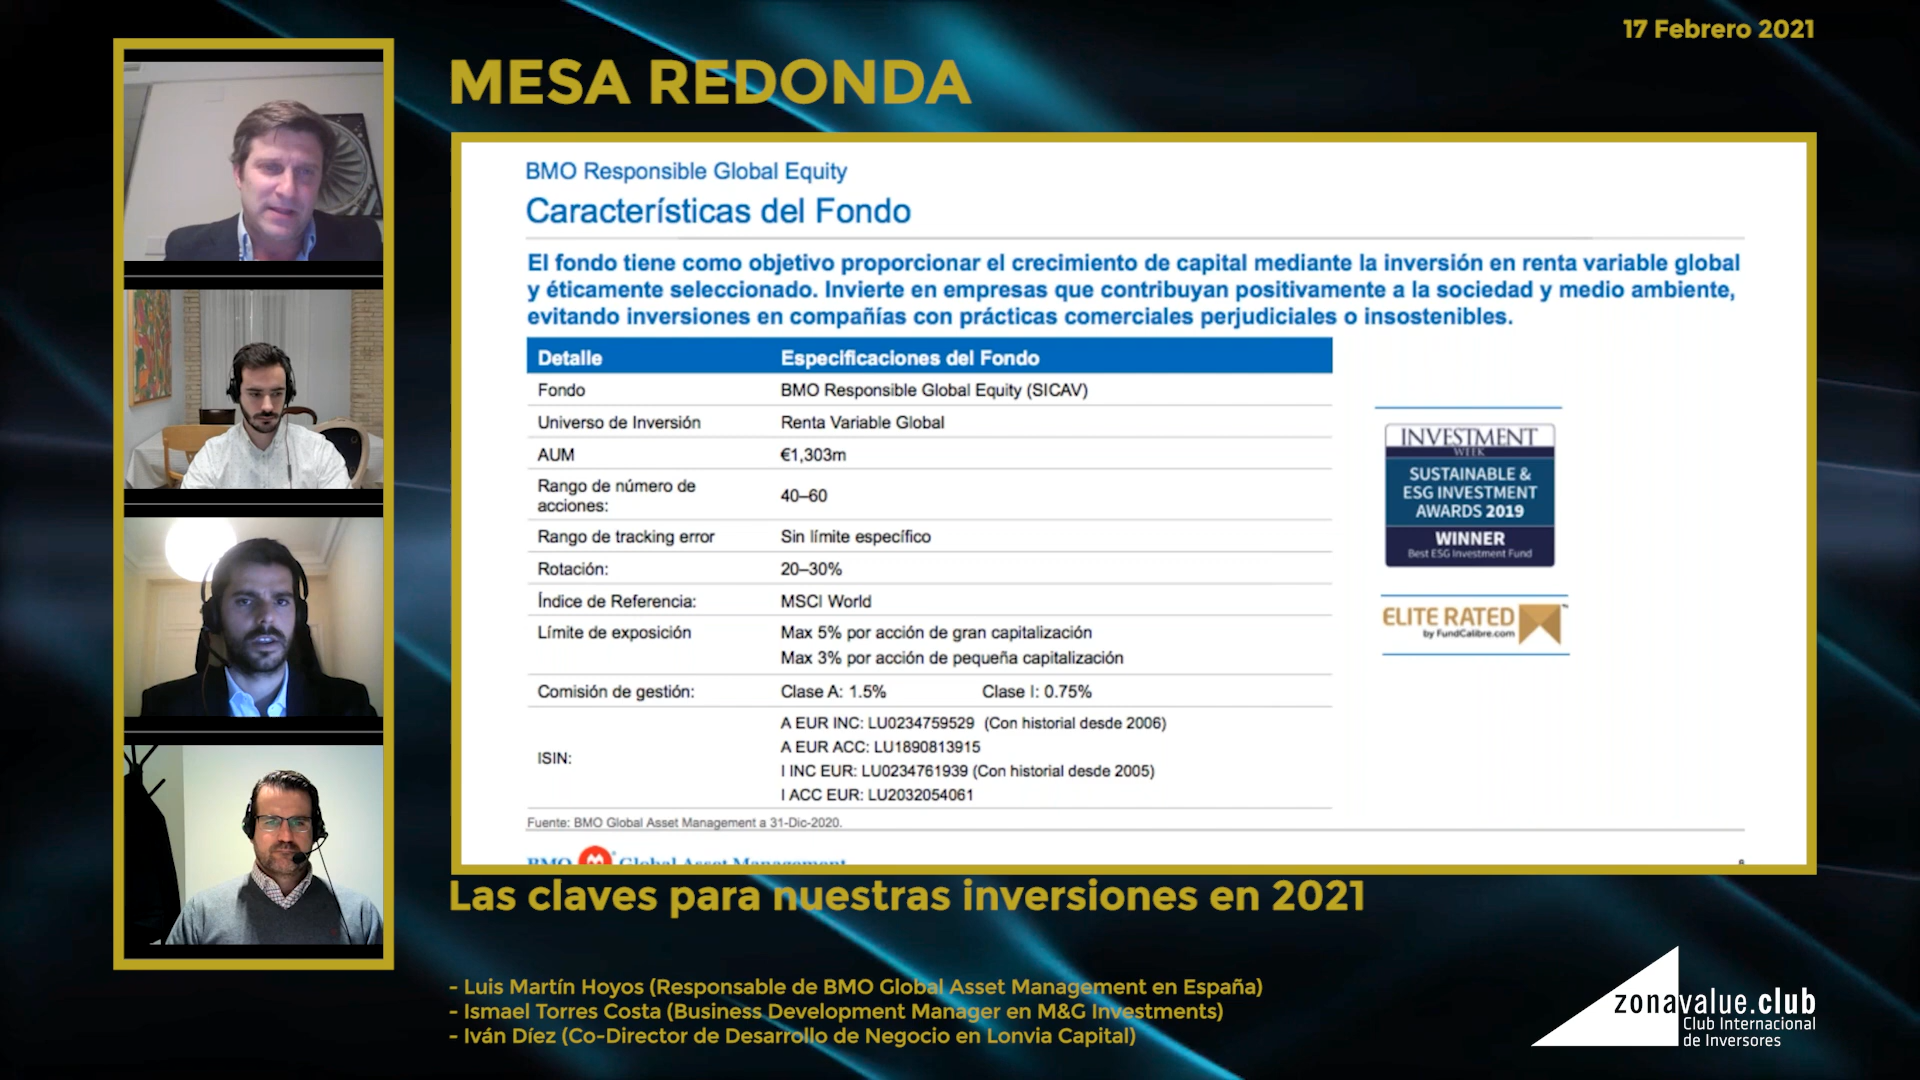 17 Febrero 2021
MESA REDONDA
BMO Responsible Global Equity
Características del Fondo
El fondo tiene como objetivo proporcionar el crecimiento de capital mediante la inversión en renta variable global
y éticamente seleccionado. Invierte en empresas que contribuyan positivamente a la sociedad y medio ambiente,
evitando inversiones en compañías con prácticas comerciales perjudiciales o insostenibles.
Detalle Especificaciones del Fondo
Fondo BMO Responsible Global Equity (SICAV)
Universo de Inversión Renta Variable Global
AUM €1,303m
Rango de número de
acciones: 40–60
Rango de tracking error Sin límite específico
Rotación: 20–30%
Índice de Referencia: MSCI World
Límite de exposición Max 5% por acción de gran capitalización
Max 3% por acción de pequeña capitalización
Comisión de gestión: Clase A: 1.5% Clase I: 0.75%
ISIN:
A EUR INC: LU0234759529 (Con historial desde 2006)
A EUR ACC: LU1890813915
I INC EUR: LU0234761939 (Con historial desde 2005)
I ACC EUR: LU2032054061
Fuente: BMO Global Asset Management a 31-Dic-2020.
BMO Global Asset Management
6
INVESTMENT
WEEK
SUSTAINABLE &
ESG INVESTMENT
AWARDS 2019
WINNER
Best ESG Investment Fund
ELITE RATED
by FundCalibre.com
Las claves para nuestras inversiones en 2021
- Luis Martín Hoyos (Responsable de BMO Global Asset Management en España)
- Ismael Torres Costa (Business Development Manager en M&G Investments)
- Iván Díez (Co-Director de Desarrollo de Negocio en Lonvia Capital)
zonavalue.club
Club Internacional
de Inversores